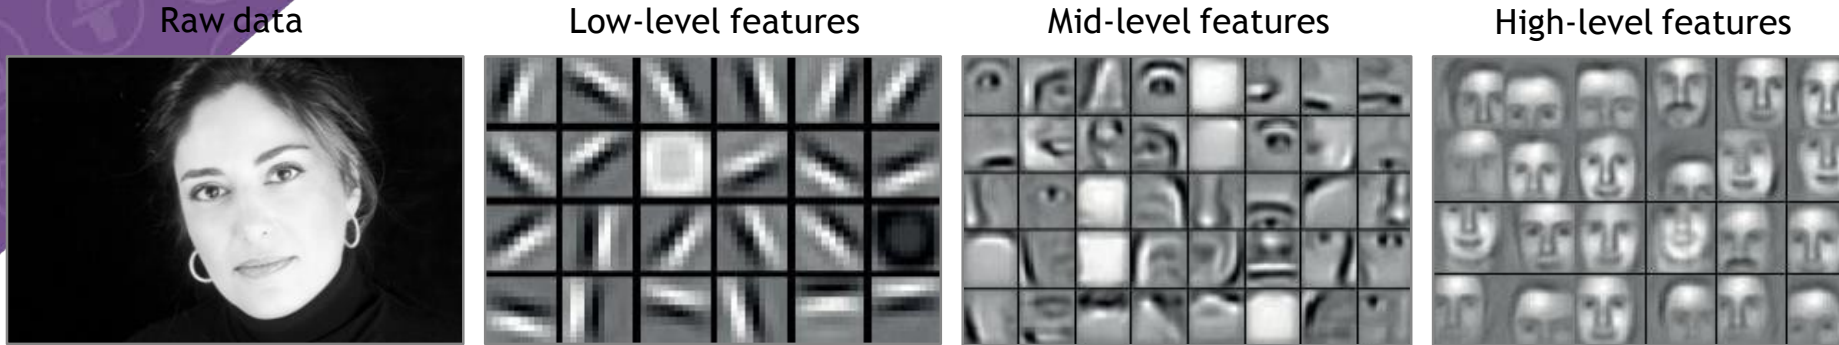 Raw data
Low-level features
Mid-level features
High-level features